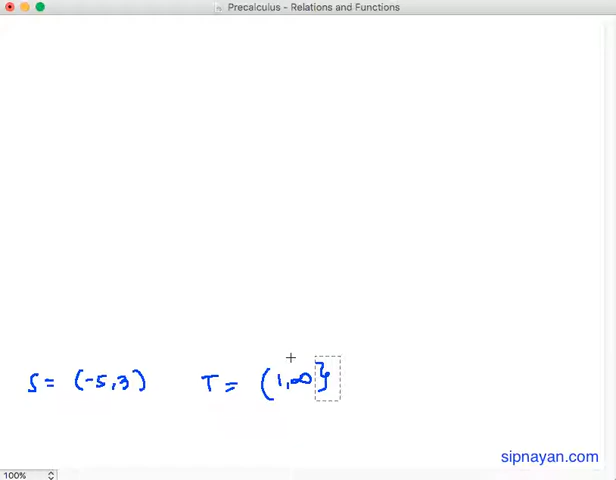 Precalculus - Relations and Functions
S = (-5,3) T = (1,∞}
sipnayan.com
100%